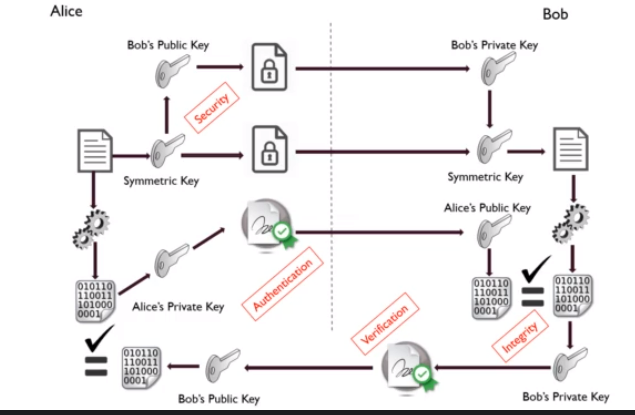 Alice
Bob
Bob's Public Key
Bob's Private Key
Security
Symmetric Key
Symmetric Key
Alice's Public Key
Authentication
010110
110011
101000
0001
Alice's Private Key
010110
110011
101000
0001
010110
110011
101000
0001
Verification
Integrity
010110
110011
101000
0001
Bob's Public Key
Bob's Private Key